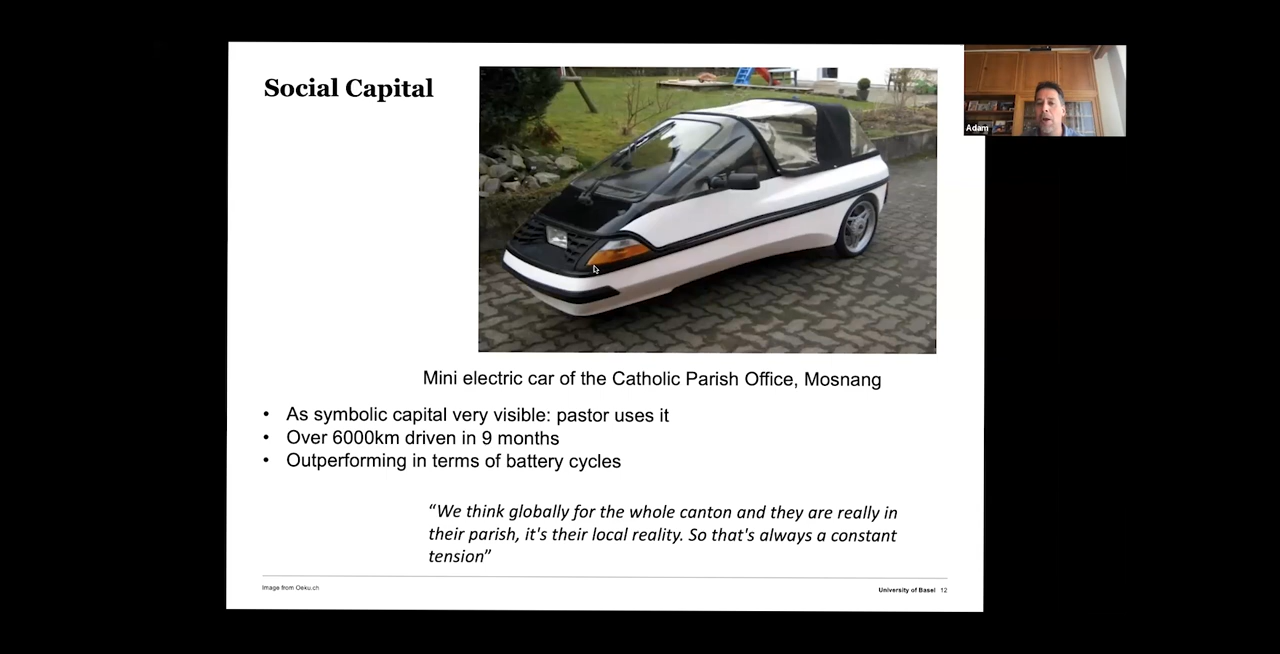 Social Capital
Adam
Mini electric car of the Catholic Parish Office, Mosnang
• As symbolic capital very visible: pastor uses it
• Over 6000km driven in 9 months
• Outperforming in terms of battery cycles
“We think globally for the whole canton and they are really in
their parish, it's their local reality. So that's always a constant
tension”
Image from Oeku.ch
University of Basel 12